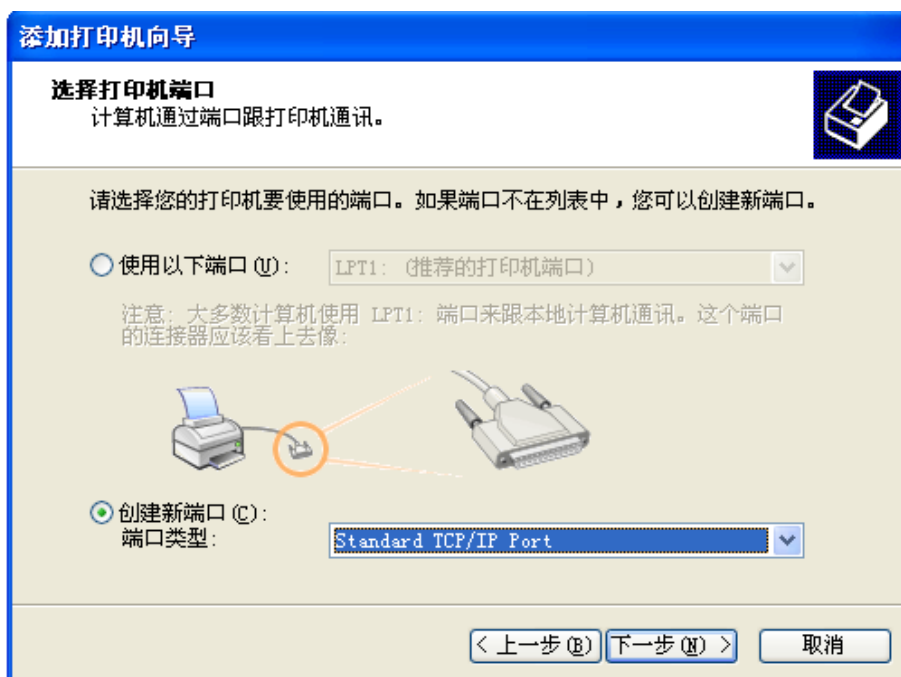 添加打印机向导
选择打印机端口
计算机通过端口跟打印机通讯。
请选择您的打印机要使用的端口。如果端口不在列表中，您可以创建新端口。
使用以下端口(U): LPT1: (推荐的打印机端口)
注意: 大多数计算机使用 LPT1: 端口来跟本地计算机通讯。这个端口
的连接器应该看上去像:
创建新端口(C):
端口类型: Standard TCP/IP Port
< 上一步(B) 下一步(N) > 取消